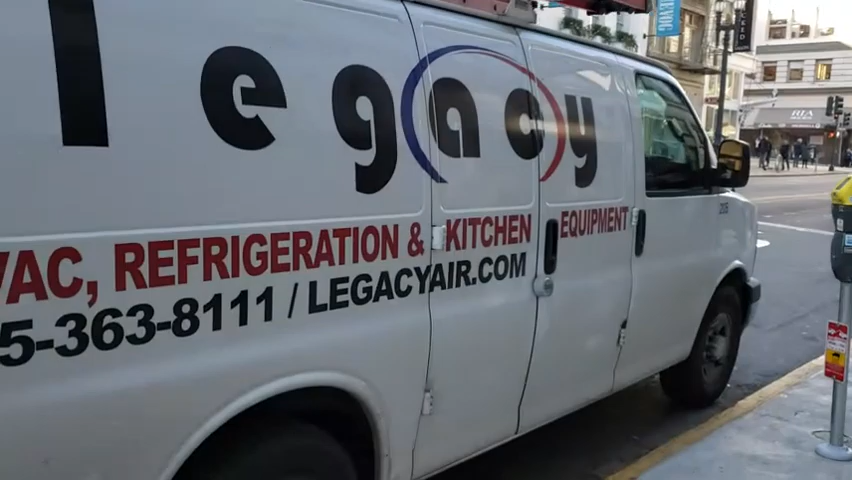 legacy
VAC, REFRIGERATION & KITCHEN EQUIPMENT
5-363-8111 / LEGACYAIR.COM